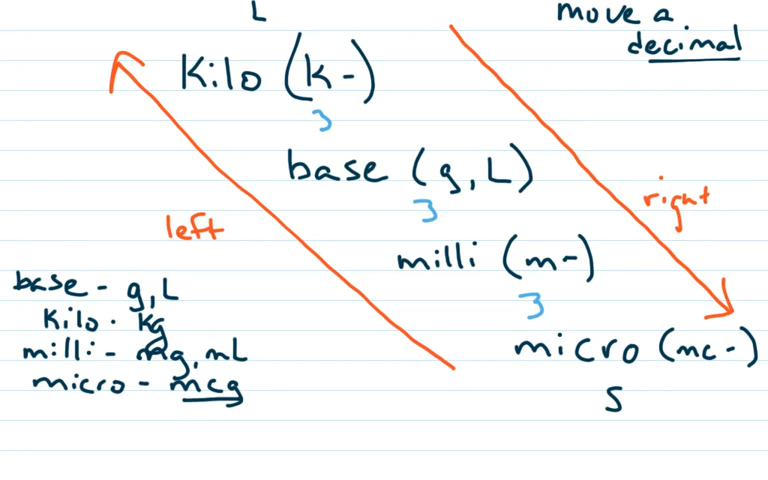 L
move a
decimal
Kilo (k-)
3
base (g, L)
3
right
left
milli (m-)
3
base - g, L
Kilo - kg
milli - mg, mL
micro - mcg
micro (mc-)
S